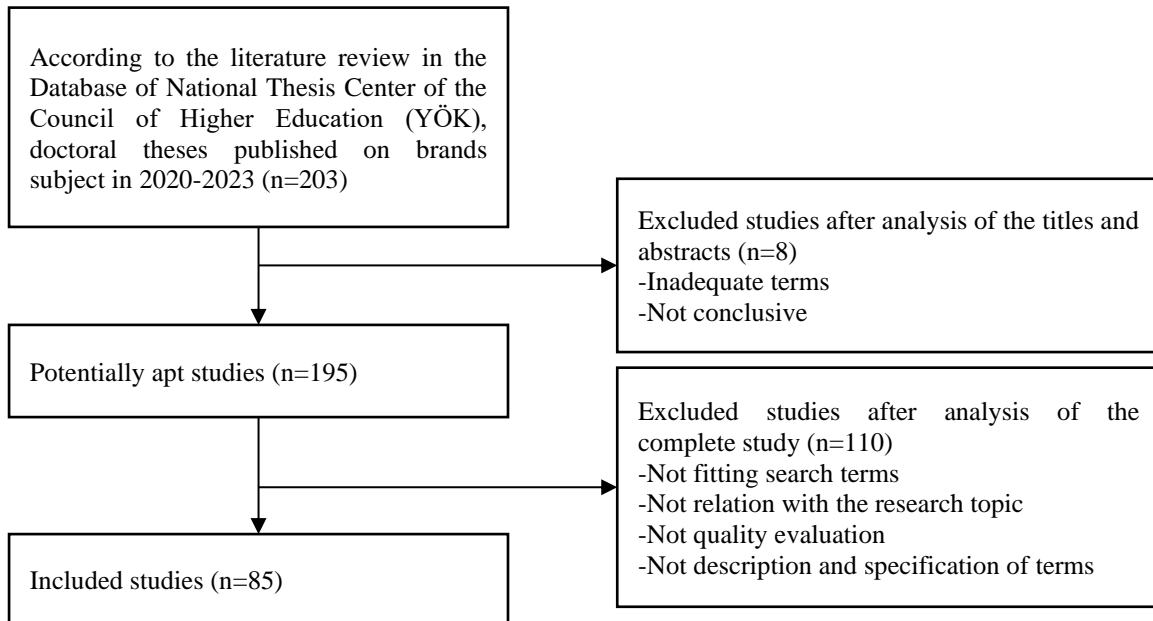 According to the literature review in the
Database of National Thesis Center of the
Council of Higher Education (YÖK),
doctoral theses published on brands
subject in 2020-2023 (n=203)
Excluded studies after analysis of the titles and
abstracts (n=8)
-Inadequate terms
-Not conclusive
Potentially apt studies (n=195)
Excluded studies after analysis of the
complete study (n=110)
-Not fitting search terms
-Not relation with the research topic
-Not quality evaluation
-Not description and specification of terms
Included studies (n=85)